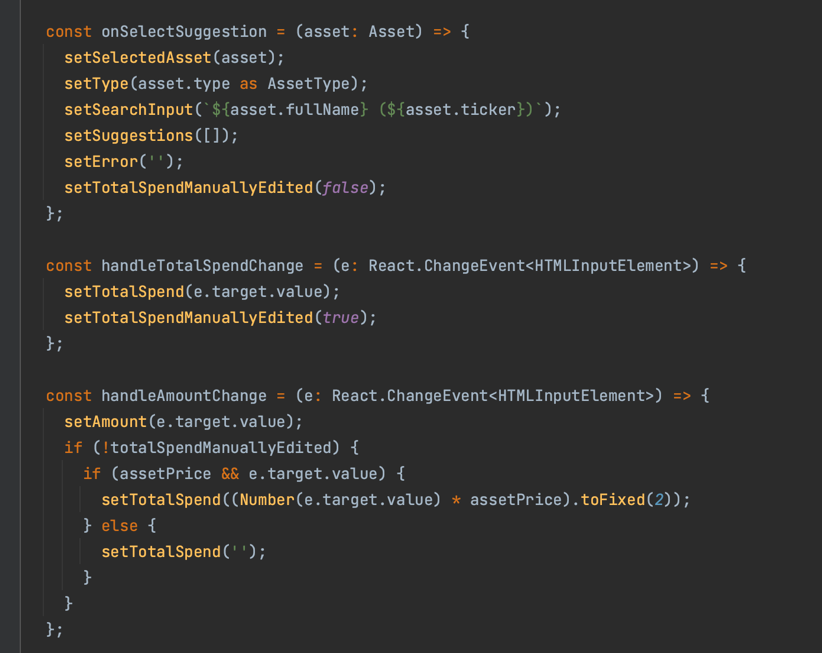 const onSelectSuggestion = (asset: Asset) => {
  setSelectedAsset(asset);
  setType(asset.type as AssetType);
  setSearchInput(`${asset.fullName} (${asset.ticker})`);
  setSuggestions([]);
  setError('');
  setTotalSpendManuallyEdited(false);
};

const handleTotalSpendChange = (e: React.ChangeEvent<HTMLInputElement>) => {
  setTotalSpend(e.target.value);
  setTotalSpendManuallyEdited(true);
};

const handleAmountChange = (e: React.ChangeEvent<HTMLInputElement>) => {
  setAmount(e.target.value);
  if (!totalSpendManuallyEdited) {
    if (assetPrice && e.target.value) {
      setTotalSpend((Number(e.target.value) * assetPrice).toFixed(2));
    } else {
      setTotalSpend('');
    }
  }
};